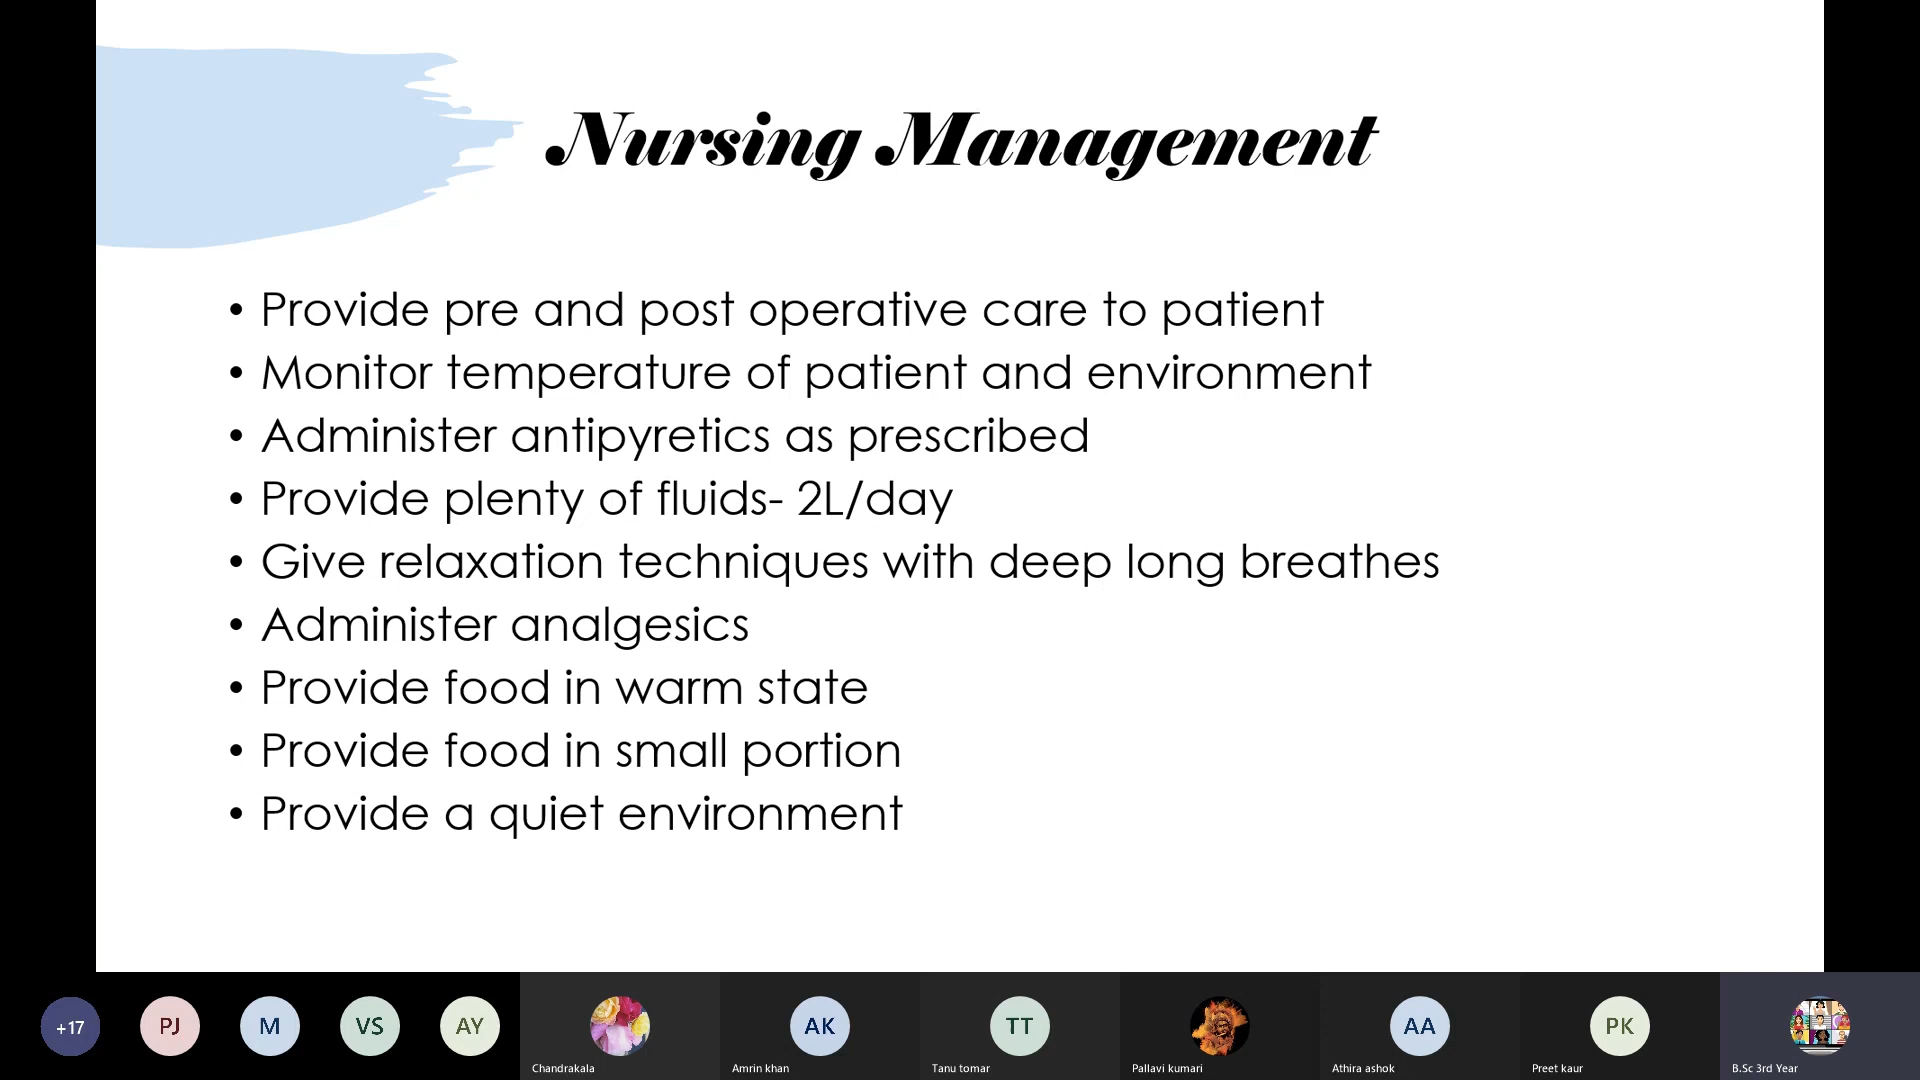 Nursing Management
• Provide pre and post operative care to patient
• Monitor temperature of patient and environment
• Administer antipyretics as prescribed
• Provide plenty of fluids- 2L/day
• Give relaxation techniques with deep long breathes
• Administer analgesics
• Provide food in warm state
• Provide food in small portion
• Provide a quiet environment
+17 PJ M VS AY AK TT AA PK
Chandrakala Amrin khan Tanu tomar Pallavi kumari Athira ashok Preet kaur B.Sc 3rd Year